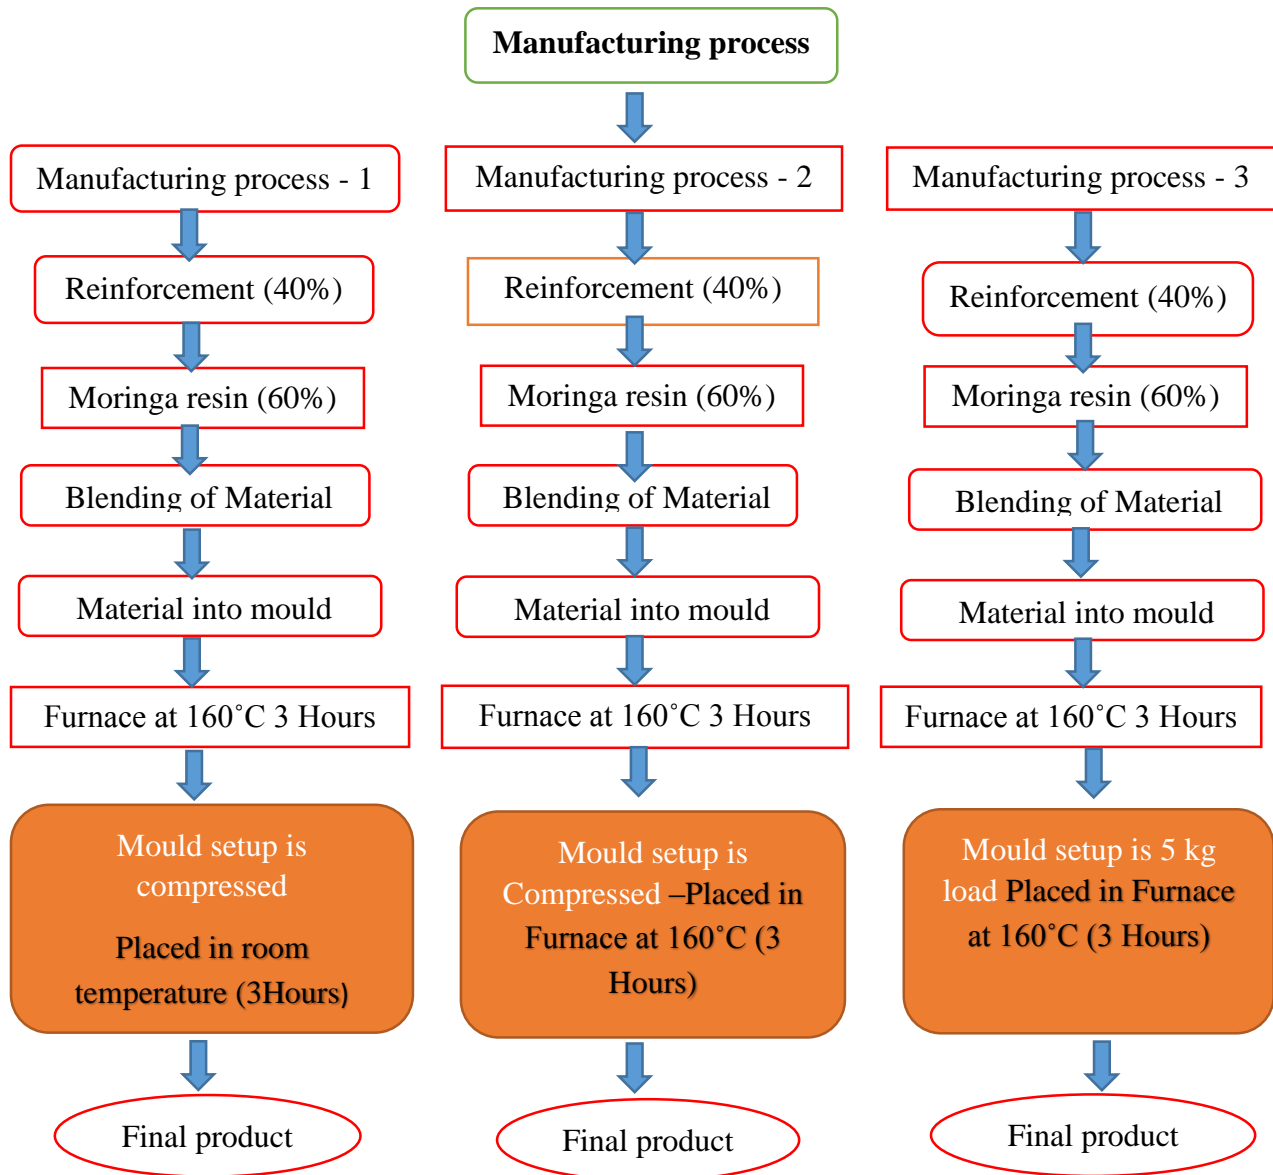 Manufacturing process
Manufacturing process - 1
Reinforcement (40%)
Moringa resin (60%)
Blending of Material
Material into mould
Furnace at 160˚C 3 Hours
Mould setup is
compressed
Placed in room
temperature (3Hours)
Final product
Manufacturing process - 2
Reinforcement (40%)
Moringa resin (60%)
Blending of Material
Material into mould
Furnace at 160˚C 3 Hours
Mould setup is
Compressed –Placed in
Furnace at 160˚C (3
Hours)
Final product
Manufacturing process - 3
Reinforcement (40%)
Moringa resin (60%)
Blending of Material
Material into mould
Furnace at 160˚C 3 Hours
Mould setup is 5 kg
load Placed in Furnace
at 160˚C (3 Hours)
Final product